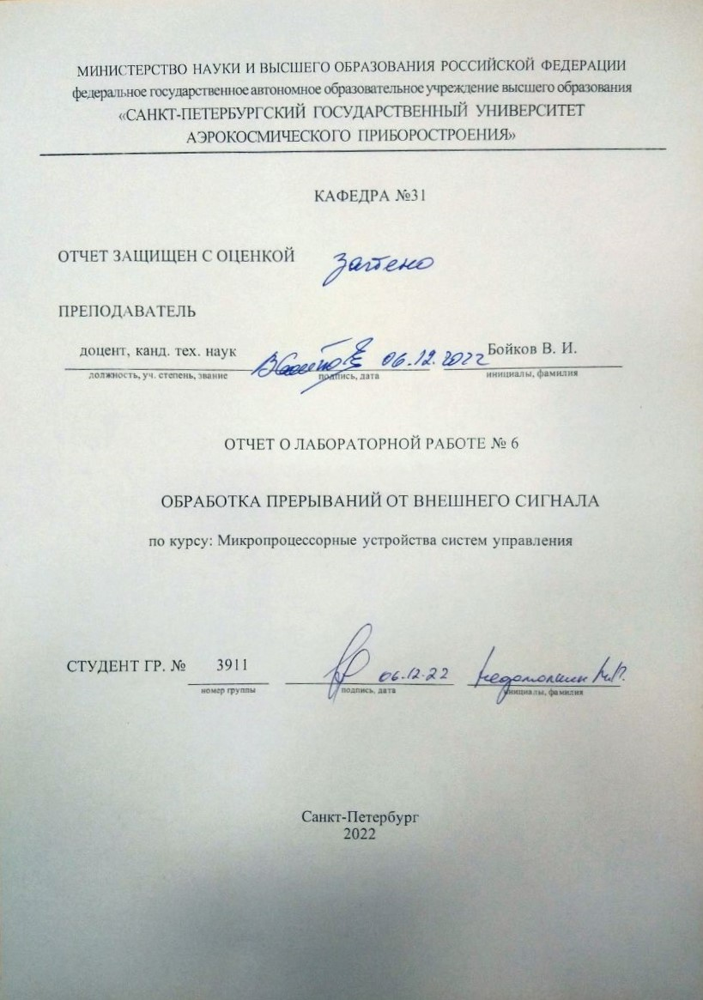 МИНИСТЕРСТВО НАУКИ И ВЫСШЕГО ОБРАЗОВАНИЯ РОССИЙСКОЙ ФЕДЕРАЦИИ
федеральное государственное автономное образовательное учреждение высшего образования
«САНКТ-ПЕТЕРБУРГСКИЙ ГОСУДАРСТВЕННЫЙ УНИВЕРСИТЕТ
АЭРОКОСМИЧЕСКОГО ПРИБОРОСТРОЕНИЯ»
КАФЕДРА №31
ОТЧЕТ ЗАЩИЩЕН С ОЦЕНКОЙ зачтено
ПРЕПОДАВАТЕЛЬ
доцент, канд. тех. наук 06.12.2022 Бойков В. И.
должность, уч. степень, звание подпись, дата инициалы, фамилия
ОТЧЕТ О ЛАБОРАТОРНОЙ РАБОТЕ № 6
ОБРАБОТКА ПРЕРЫВАНИЙ ОТ ВНЕШНЕГО СИГНАЛА
по курсу: Микропроцессорные устройства систем управления
СТУДЕНТ ГР. № 3911 06.12.22
номер группы подпись, дата инициалы, фамилия
Санкт-Петербург
2022